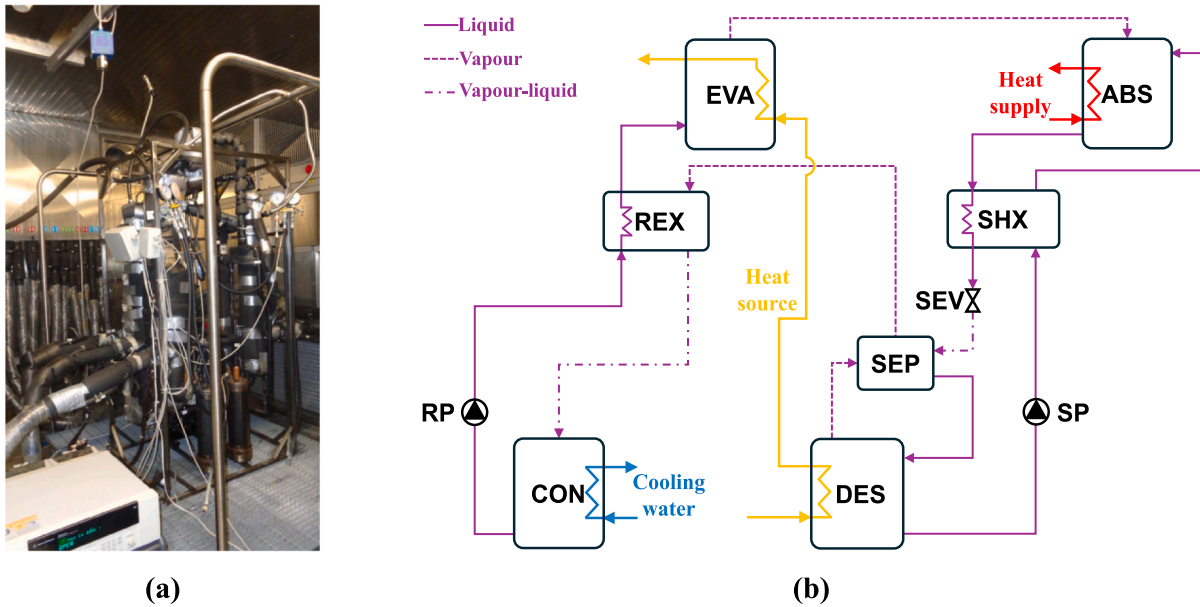 Liquid
Vapour
Vapour-liquid
EVA
ABS
Heat
supply
REX
SHX
Heat
source
SEV
SEP
RP
SP
CON
Cooling
water
DES
(a)
(b)